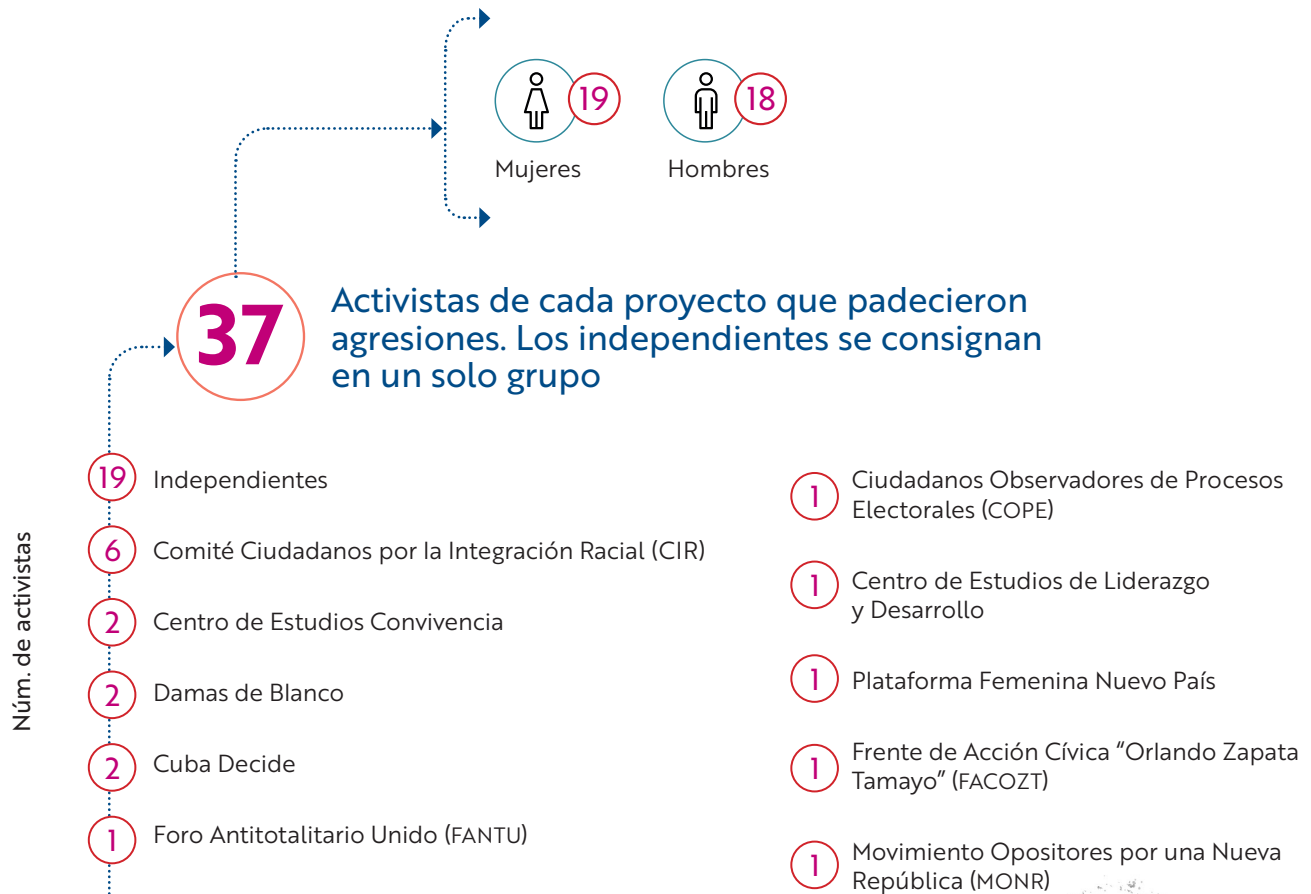 19
18
Mujeres
Hombres
37
Activistas de cada proyecto que padecieron
agresiones. Los independientes se consignan
en un solo grupo
Núm. de activistas
19
Independientes
6
Comité Ciudadanos por la Integración Racial (CIR)
2
Centro de Estudios Convivencia
2
Damas de Blanco
2
Cuba Decide
1
Foro Antitotalitario Unido (FANTU)
1
Ciudadanos Observadores de Procesos
Electorales (COPE)
1
Centro de Estudios de Liderazgo
y Desarrollo
1
Plataforma Femenina Nuevo País
1
Frente de Acción Cívica “Orlando Zapata
Tamayo” (FACOZT)
1
Movimiento Opositores por una Nueva
República (MONR)